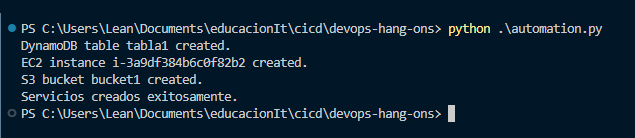 PS C:\Users\Lean\Documents\educacionIt\cicd\devops-hang-ons> python .\automation.py
DynamoDB table tabla1 created.
EC2 instance i-3a9df384b6c0f82b2 created.
S3 bucket bucket1 created.
Servicios creados exitosamente.
PS C:\Users\Lean\Documents\educacionIt\cicd\devops-hang-ons>